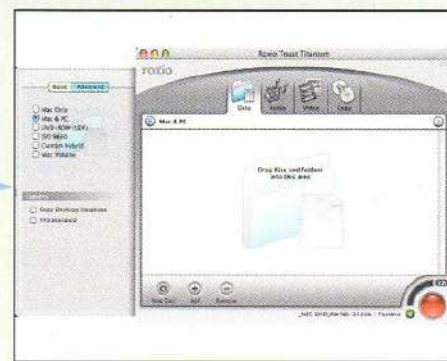 Roxio Toast Titanium
roxio
Basic Advanced
Mac Only
Mac & PC
DVD-ROM (UDF)
ISO 9660
Custom Hybrid
Mac Volume
Data
Audio
Video
Copy
Mac & PC
Drag files and folders
into this area.
New Disc
Add
Remove
CD